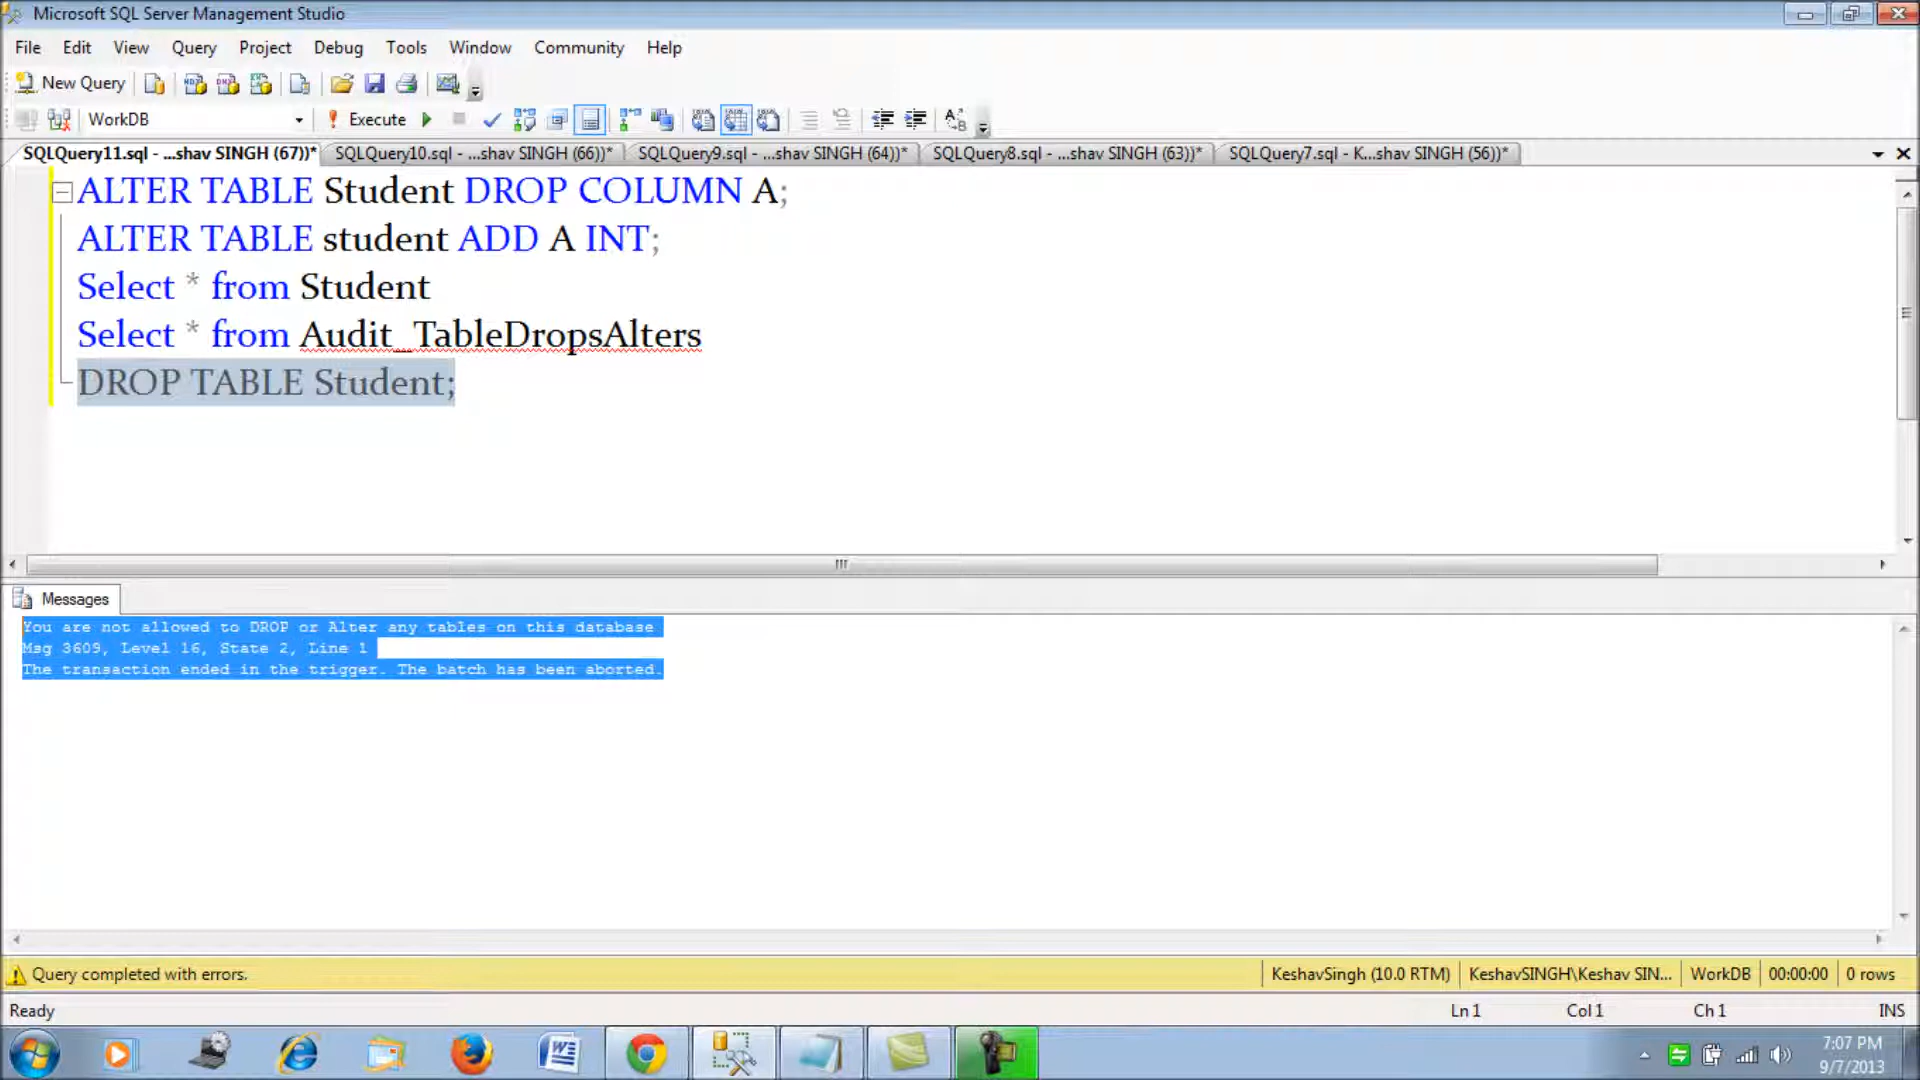 Microsoft SQL Server Management Studio
File Edit View Query Project Debug Tools Window Community Help
New Query
WorkDB Execute
SQLQuery11.sql - ...shav SINGH (67))* SQLQuery10.sql - ...shav SINGH (66))* SQLQuery9.sql - ...shav SINGH (64))* SQLQuery8.sql - ...shav SINGH (63))* SQLQuery7.sql - K...shav SINGH (56))*
ALTER TABLE Student DROP COLUMN A;
ALTER TABLE student ADD A INT;
Select * from Student
Select * from Audit_TableDropsAlters
DROP TABLE Student;
Messages
You are not allowed to DROP or Alter any tables on this database
Msg 3609, Level 16, State 2, Line 1
The transaction ended in the trigger. The batch has been aborted.
Query completed with errors. KeshavSingh (10.0 RTM) KeshavSINGH\Keshav SIN... WorkDB 00:00:00 0 rows
Ready Ln 1 Col 1 Ch 1 INS
7:07 PM
9/7/2013